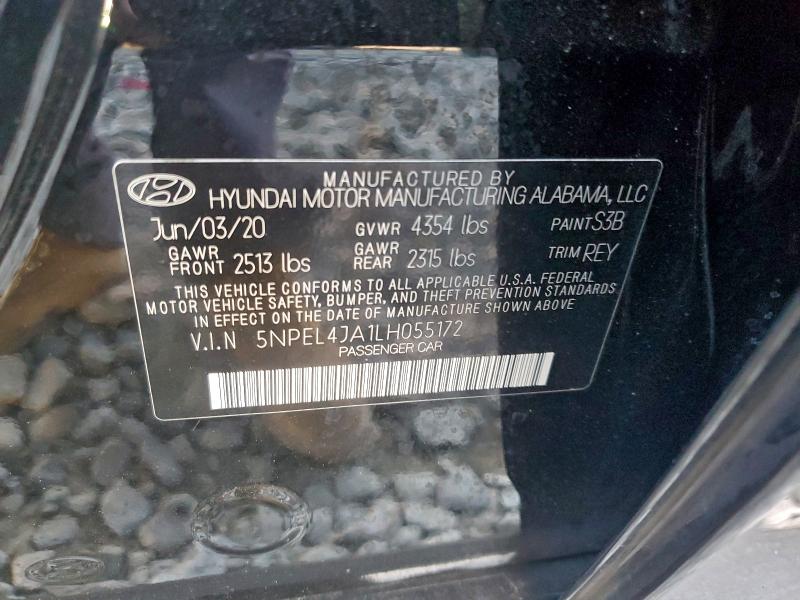 MANUFACTURED BY
HYUNDAI MOTOR MANUFACTURING ALABAMA, LLC
Jun/03/20 GVWR 4354 lbs PAINT S3B
GAWR FRONT 2513 lbs GAWR REAR 2315 lbs TRIM REY
THIS VEHICLE CONFORMS TO ALL APPLICABLE U.S.A. FEDERAL
MOTOR VEHICLE SAFETY, BUMPER, AND THEFT PREVENTION STANDARDS
IN EFFECT ON THE DATE OF MANUFACTURE SHOWN ABOVE
V.I.N 5NPEL4JA1LH055172
PASSENGER CAR